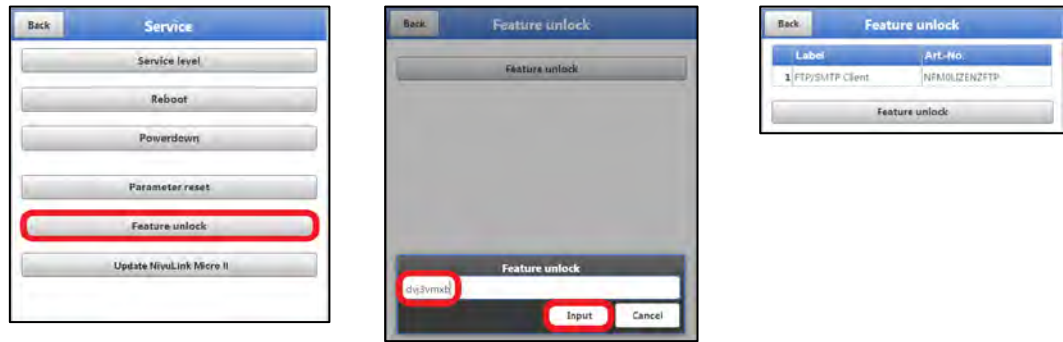 Back Service
Service level
Reboot
Powerdown
Parameter reset
Feature unlock
Update NivuLink Micro II
Back Feature unlock
Feature unlock
Feature unlock
Input Cancel
Back Feature unlock
Label Art.-No.
1 FTP/SMTP Client NFM0LIZENZFTP
Feature unlock